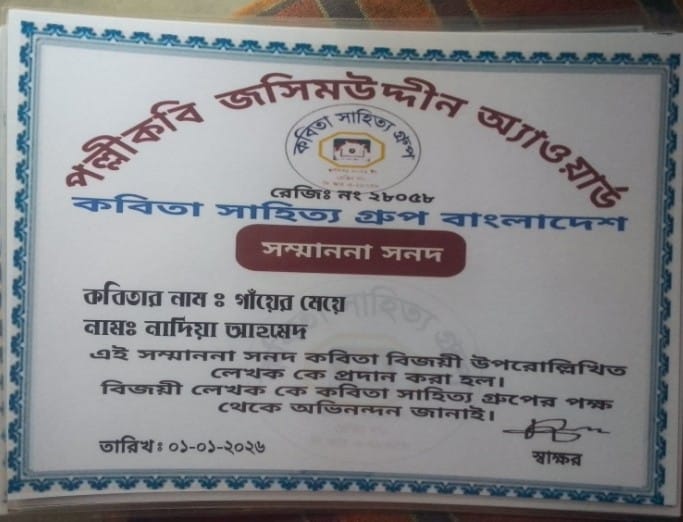 পল্লীকবি জসিমউদ্দীন অ্যাওয়ার্ড
কবিতা সাহিত্য গ্রুপ
রেজিঃ নং ২৮০৫৮
কবিতা সাহিত্য গ্রুপ বাংলাদেশ
সম্মাননা সনদ
কবিতার নাম ঃ গাঁয়ের মেয়ে
নামঃ নাদিয়া আহমেদ
এই সম্মাননা সনদ কবিতা বিজয়ী উপরোল্লিখিত
লেখক কে প্রদান করা হল।
বিজয়ী লেখক কে কবিতা সাহিত্য গ্রুপের পক্ষ
থেকে অভিনন্দন জানাই।
তারিখঃ ০১-০১-২০২৬
স্বাক্ষর